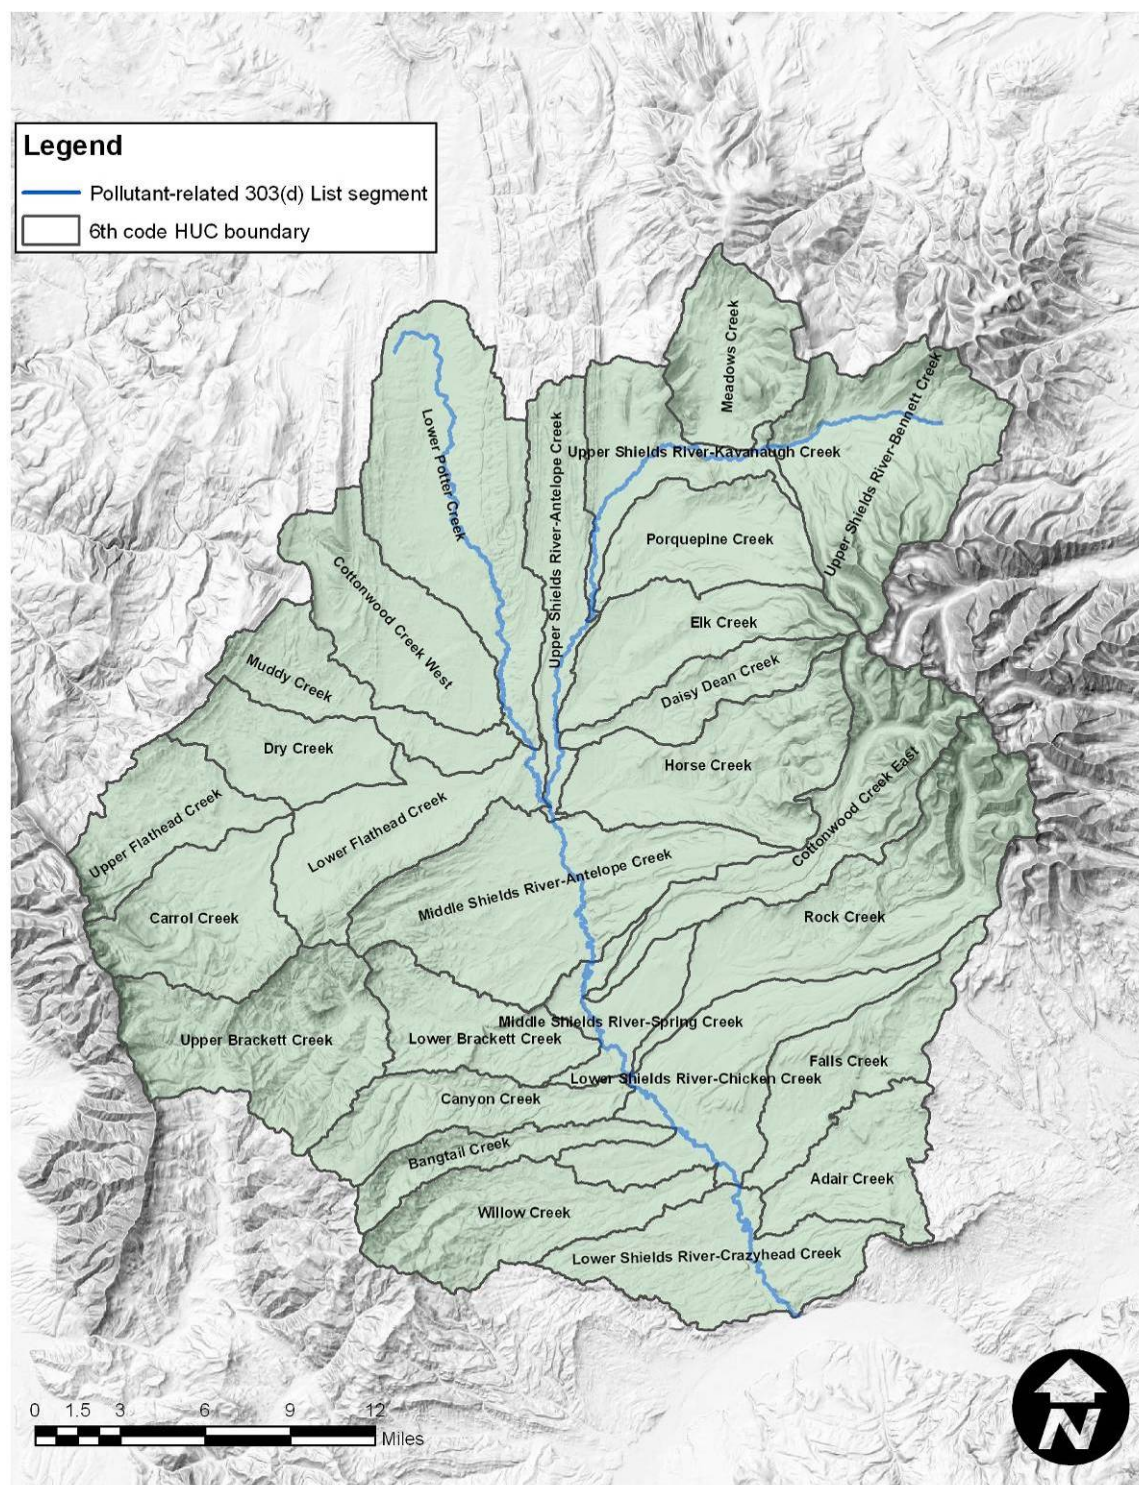 Legend
Pollutant-related 303(d) List segment
6th code HUC boundary
Meadows Creek
Upper Shields River-Bennett Creek
Lower Potter Creek
Upper Shields River-Antelope Creek
Upper Shields River-Kavanaugh Creek
Porquepine Creek
Cottonwood Creek West
Elk Creek
Muddy Creek
Daisy Dean Creek
Dry Creek
Horse Creek
Cottonwood Creek East
Upper Flathead Creek
Lower Flathead Creek
Middle Shields River-Antelope Creek
Carrol Creek
Rock Creek
Middle Shields River-Spring Creek
Upper Brackett Creek
Lower Brackett Creek
Falls Creek
Lower Shields River-Chicken Creek
Canyon Creek
Bangtail Creek
Adair Creek
Willow Creek
Lower Shields River-Crazyhead Creek
0 1.5 3 6 9 12
Miles
N